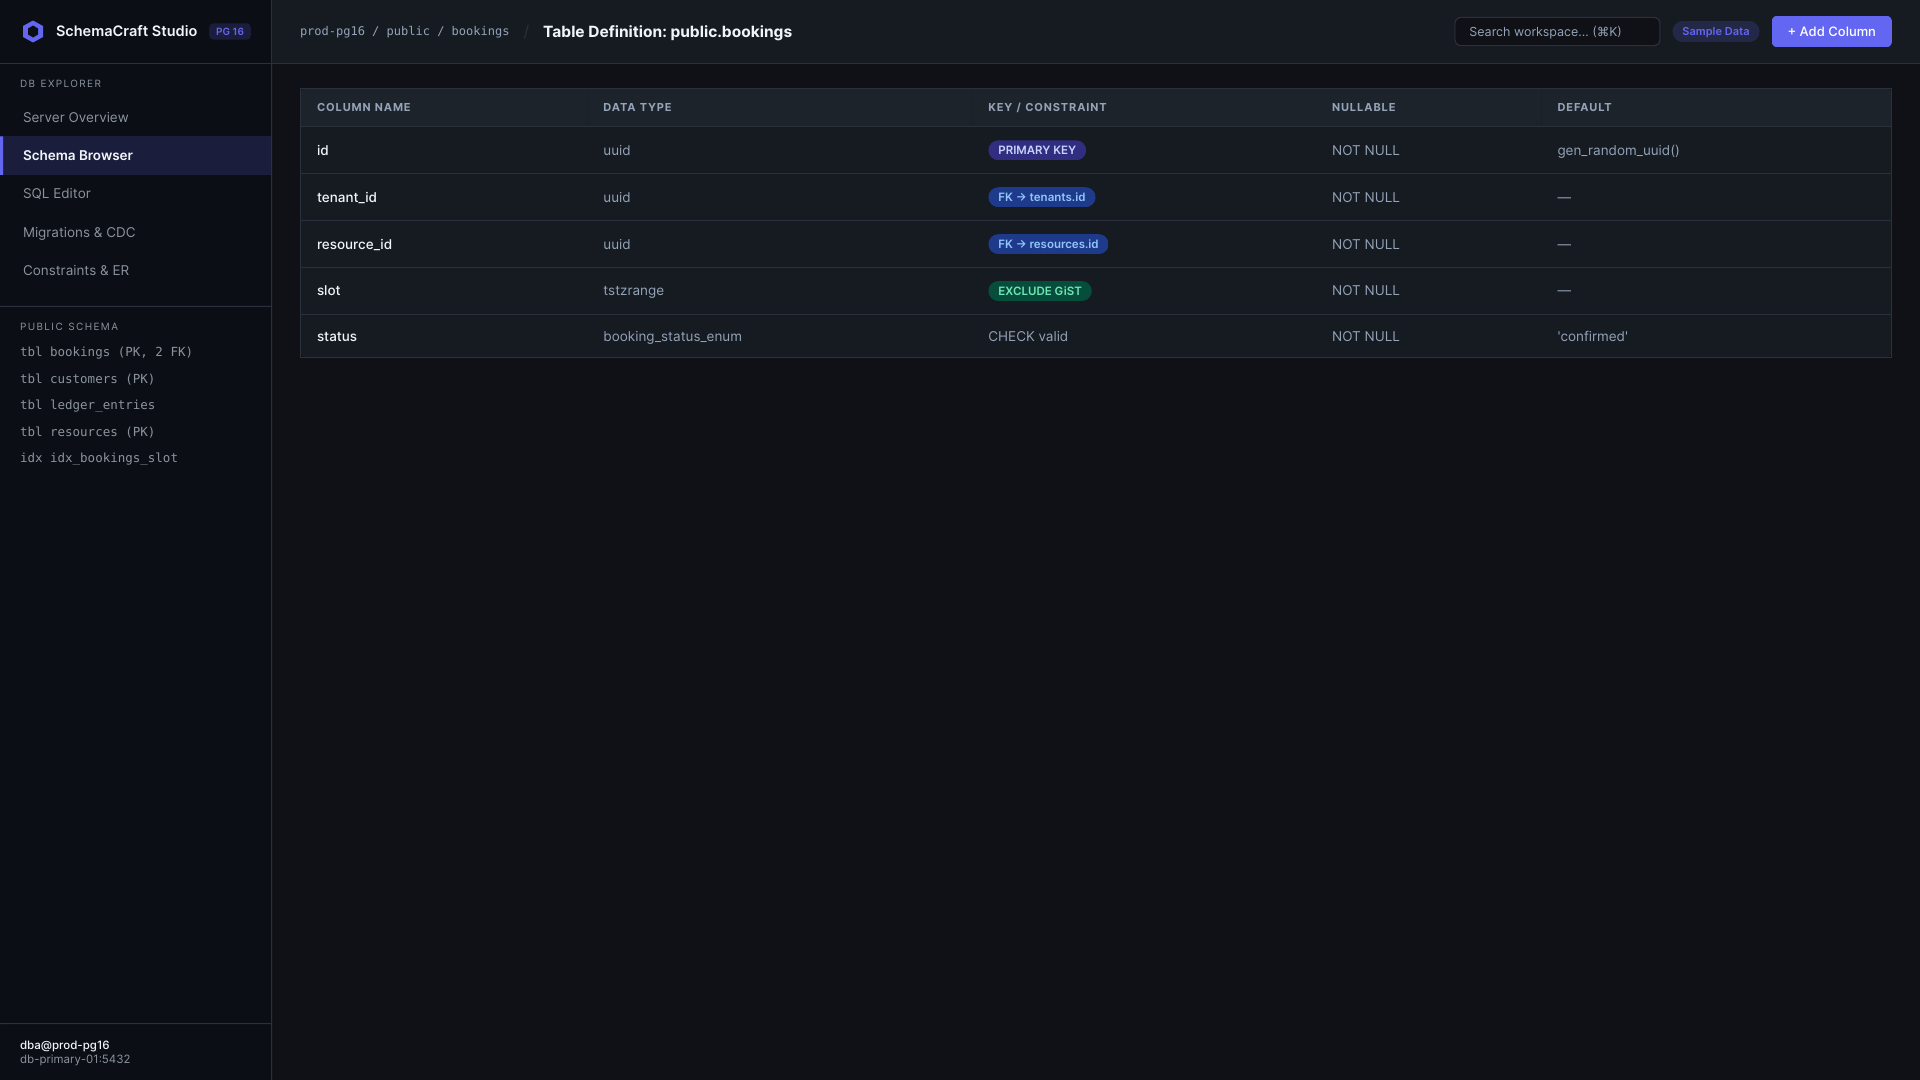 SchemaCraft Studio PG 16
prod-pg16 / public / bookings / Table Definition: public.bookings
Search workspace... (⌘K)
Sample Data
+ Add Column
DB EXPLORER
Server Overview
Schema Browser
SQL Editor
Migrations & CDC
Constraints & ER
PUBLIC SCHEMA
tbl bookings (PK, 2 FK)
tbl customers (PK)
tbl ledger_entries
tbl resources (PK)
idx idx_bookings_slot
dba@prod-pg16
db-primary-01:5432
COLUMN NAME DATA TYPE KEY / CONSTRAINT NULLABLE DEFAULT
id uuid PRIMARY KEY NOT NULL gen_random_uuid()
tenant_id uuid FK → tenants.id NOT NULL —
resource_id uuid FK → resources.id NOT NULL —
slot tstzrange EXCLUDE GiST NOT NULL —
status booking_status_enum CHECK valid NOT NULL 'confirmed'